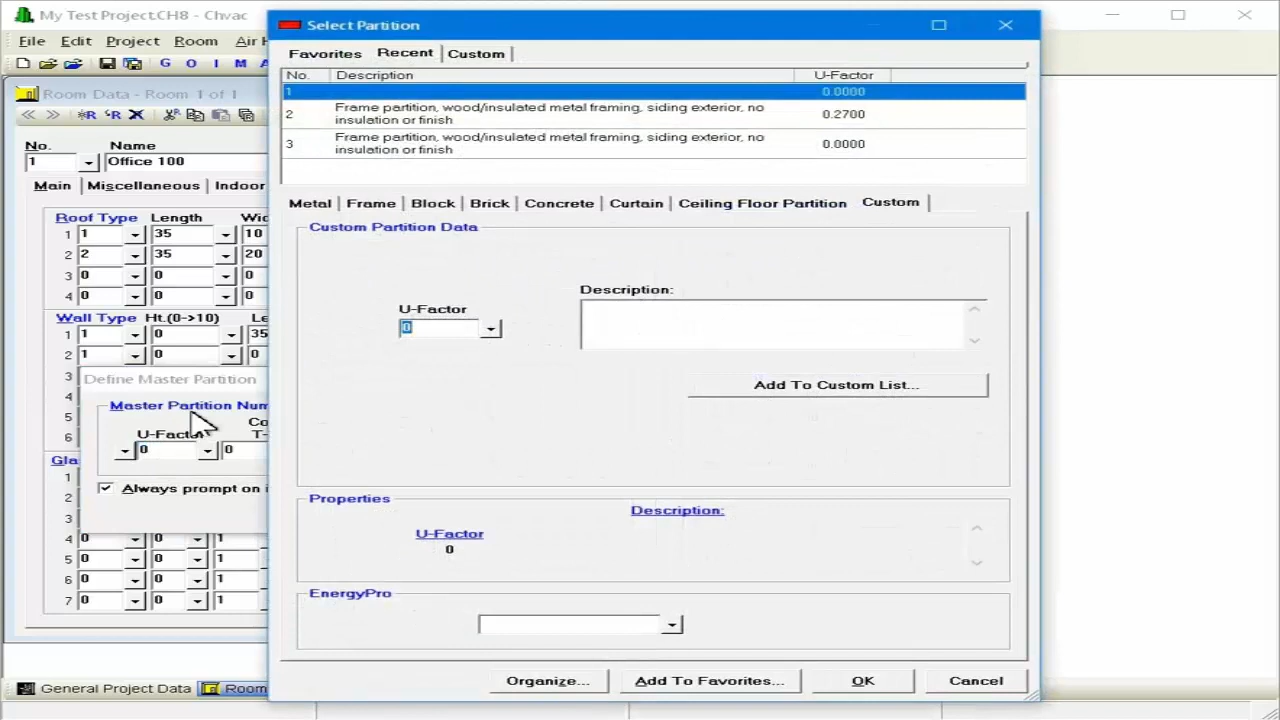 My Test Project.CH8 - Chvac
Select Partition
File Edit Project Room Air
Favorites Recent Custom
G O I M
No. Description U-Factor
Room Data - Room 1 of 1
1 0.0000
2 Frame partition, wood/insulated metal framing, siding exterior, no insulation or finish 0.2700
3 Frame partition, wood/insulated metal framing, siding exterior, no insulation or finish 0.0000
No. Name
1 Office 100
Main Miscellaneous Indoor
Metal Frame Block Brick Concrete Curtain Ceiling Floor Partition Custom
Roof Type Length
1 1 35 10
2 2 35 20
3 0 0 0
4 0 0 0
Custom Partition Data
U-Factor
0
Description:
Add To Custom List...
Wall Type Ht.(0->10)
1 1 0 35
2 1 0 0
3
4
5
6
Define Master Partition
Master Partition
U-Factor
0 0
Always prompt on
1
2
3
4 0 0 1
5 0 0 1
6 0 0 1
7 0 0 1
Properties
Description:
U-Factor
0
EnergyPro
Organize... Add To Favorites... OK Cancel
General Project Data Room